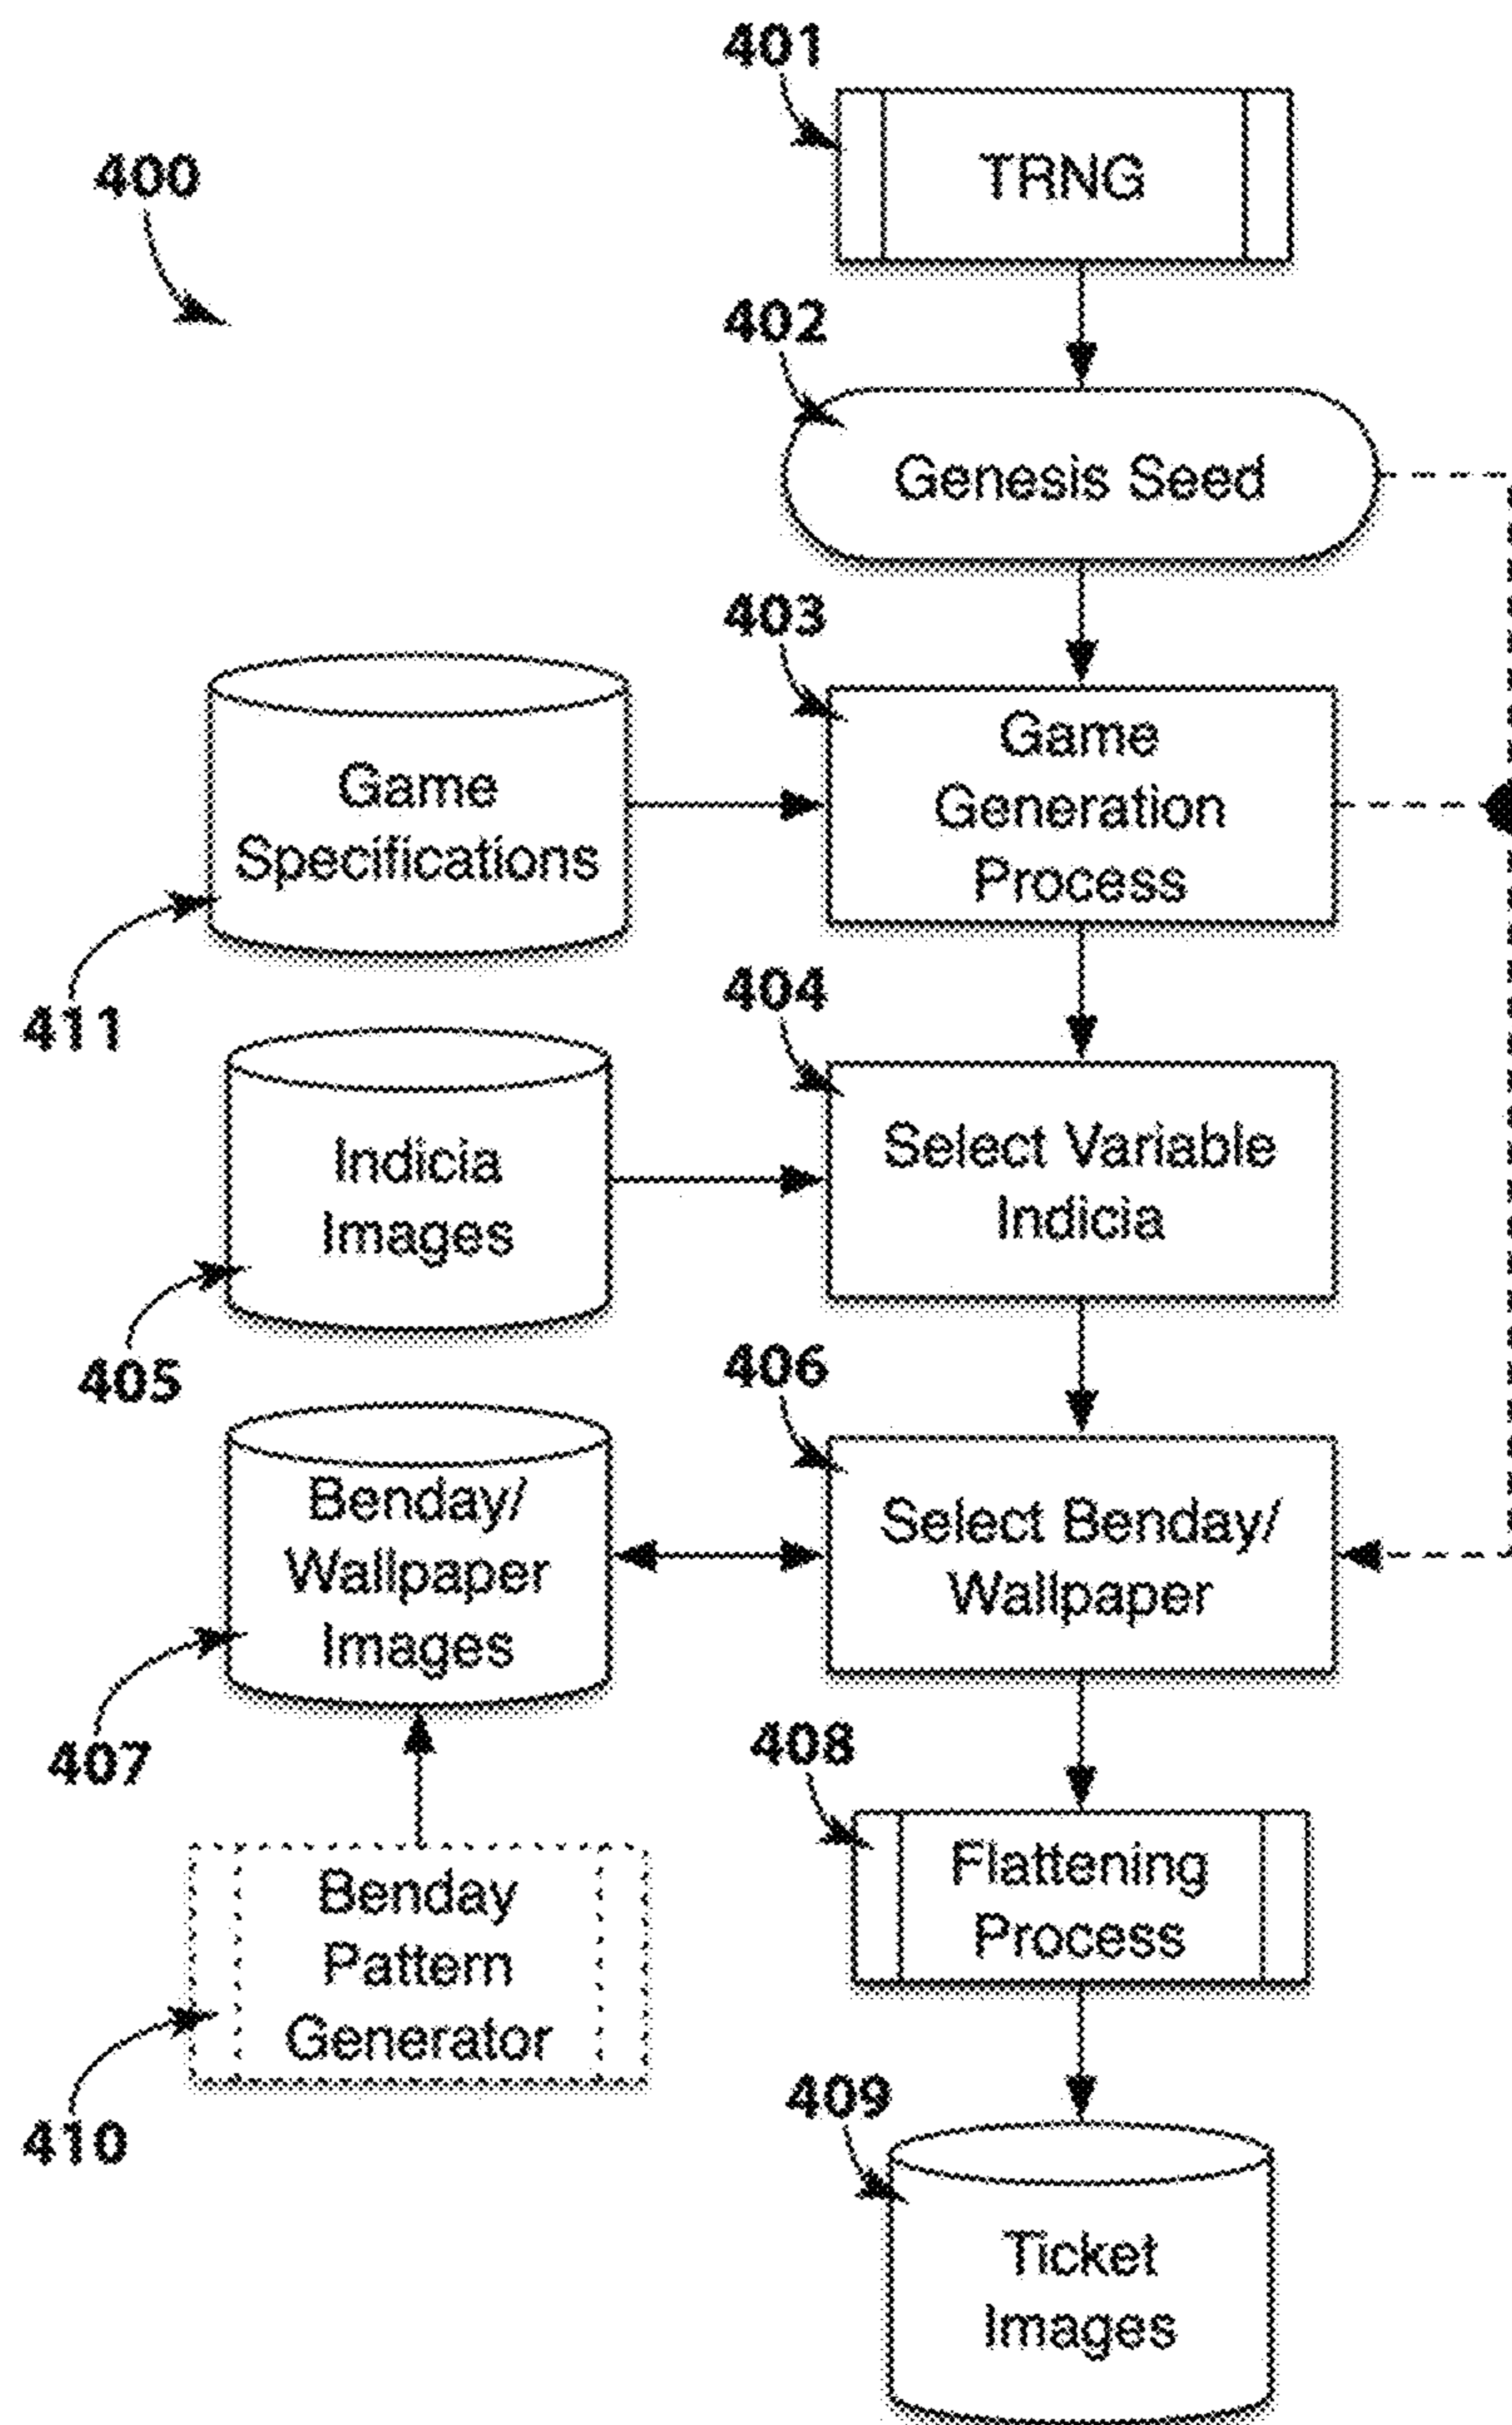 401
TRNG
400
402
Genesis Seed
403
Game
Generation
Process
Game
Specifications
411
404
Select Variable
Indicia
Indicia
Images
405
406
Select Benday/
Wallpaper
Benday/
Wallpaper
Images
407
408
Flattening
Process
Benday
Pattern
Generator
410
409
Ticket
Images